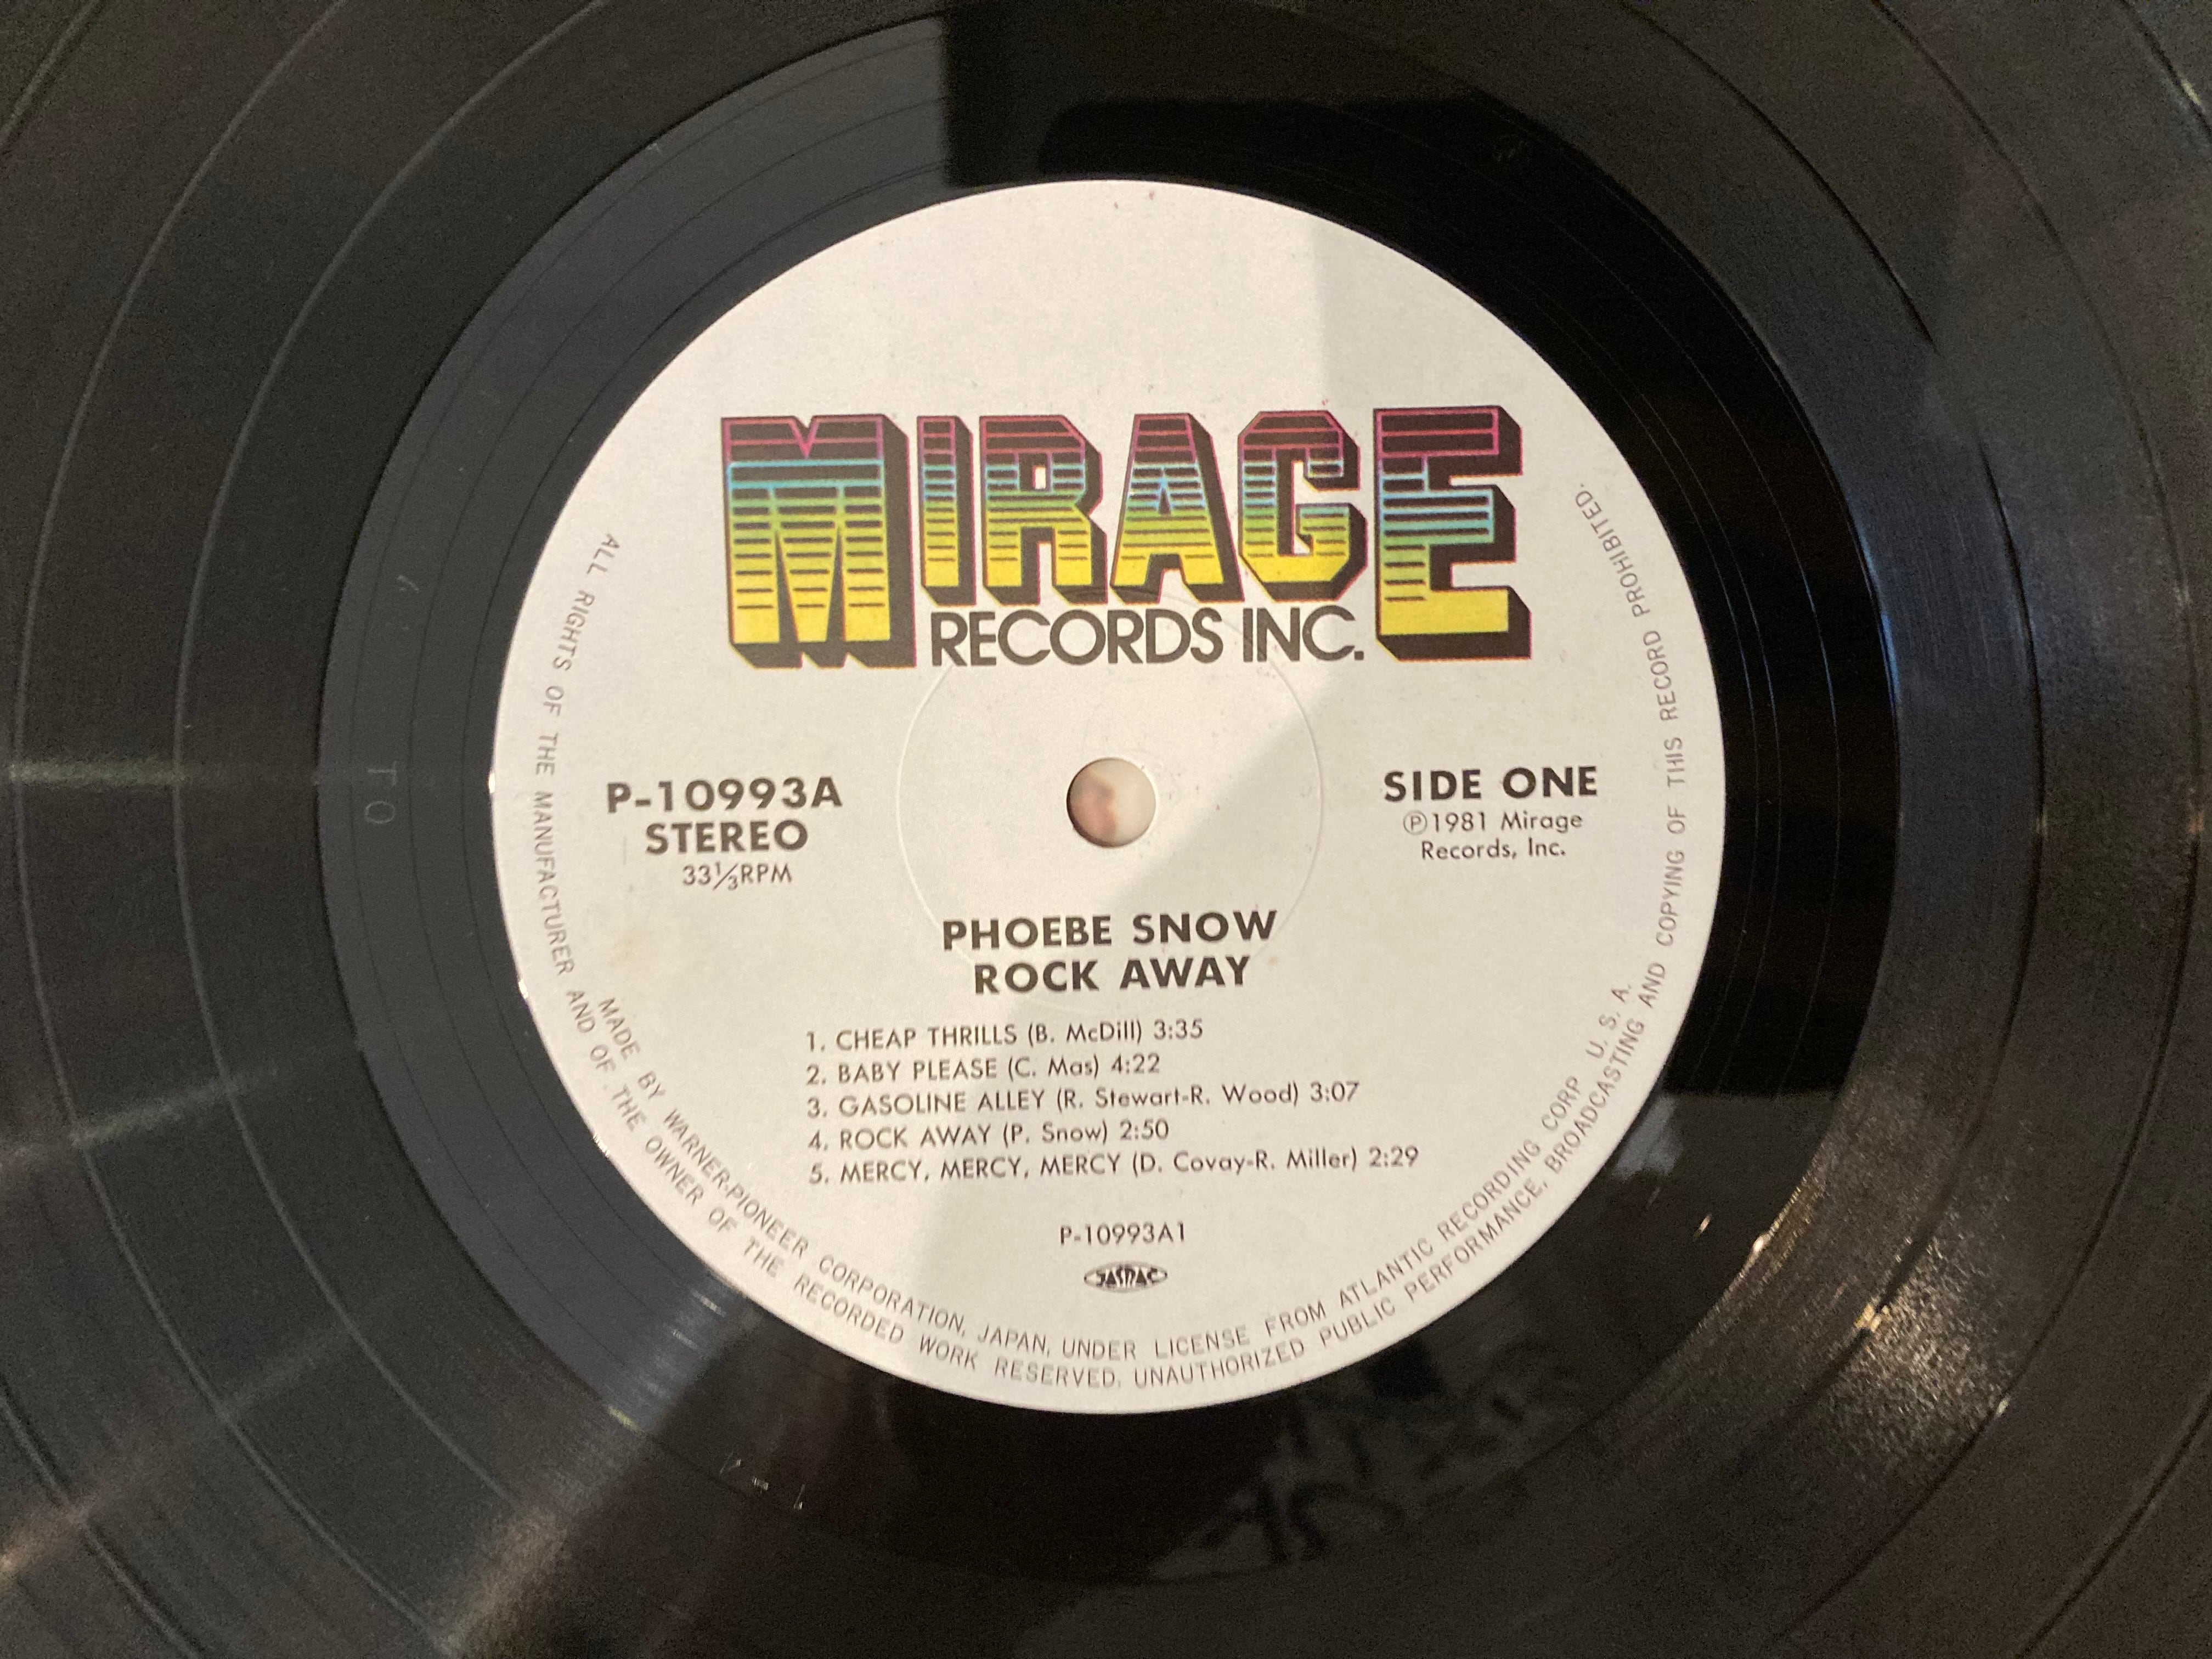 MIRAGE
RECORDS INC.
P-10993A
STEREO
33⅓RPM
SIDE ONE
Ⓟ1981 Mirage
Records, Inc.
PHOEBE SNOW
ROCK AWAY
1. CHEAP THRILLS (B. McDill) 3:35
2. BABY PLEASE (C. Mas) 4:22
3. GASOLINE ALLEY (R. Stewart-R. Wood) 3:07
4. ROCK AWAY (P. Snow) 2:50
5. MERCY, MERCY, MERCY (D. Covay-R. Miller) 2:29
P-10993A1
JASRAC
MADE BY WARNER-PIONEER CORPORATION, JAPAN, UNDER LICENSE FROM ATLANTIC RECORDING CORP. U. S. A.
ALL RIGHTS OF THE MANUFACTURER AND OF THE OWNER OF THE RECORDED WORK RESERVED. UNAUTHORIZED PUBLIC PERFORMANCE, BROADCASTING AND COPYING OF THIS RECORD PROHIBITED.
TO